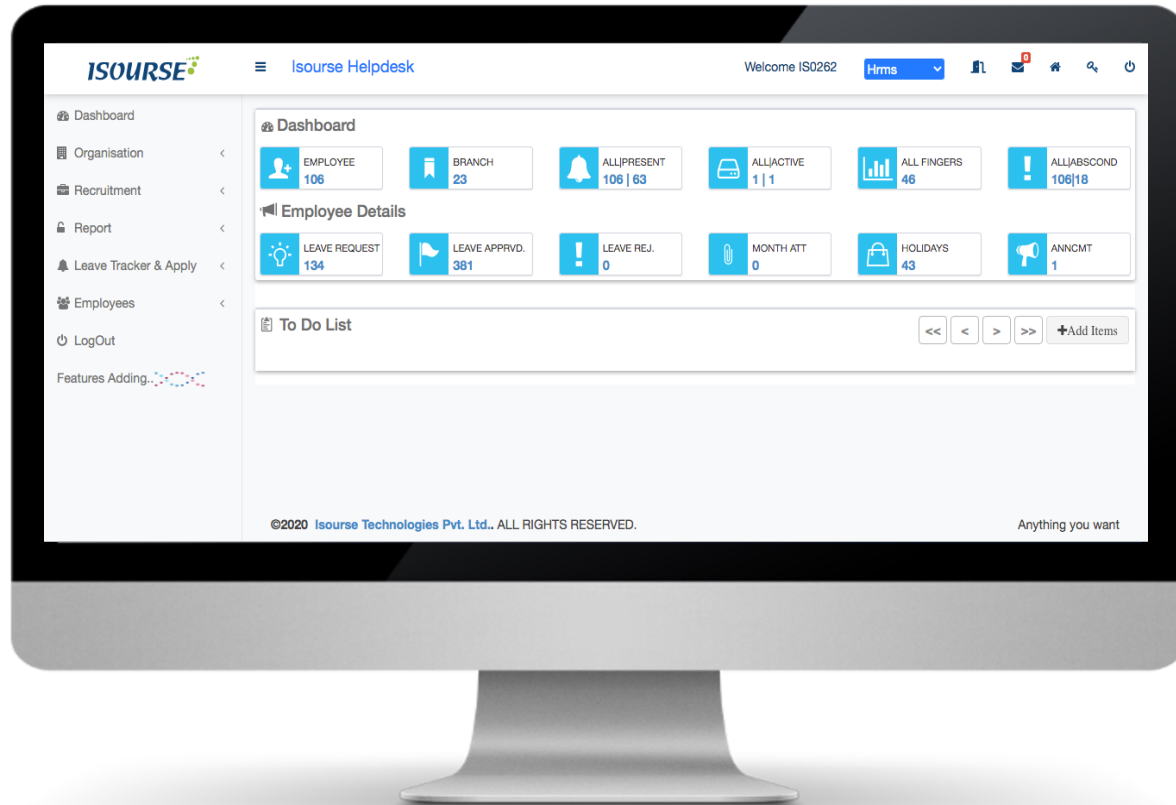 ISOURSE
Isourse Helpdesk
Welcome IS0262
Hrms
0
Dashboard
Organisation
Recruitment
Report
Leave Tracker & Apply
Employees
LogOut
Features Adding..
Dashboard
EMPLOYEE
106
BRANCH
23
ALL|PRESENT
106 | 63
ALL|ACTIVE
1 | 1
ALL FINGERS
46
ALL|ABSCOND
106|18
Employee Details
LEAVE REQUEST
134
LEAVE APPRVD.
381
LEAVE REJ.
0
MONTH ATT
0
HOLIDAYS
43
ANNCMT
1
To Do List
<<
<
>
>>
+Add Items
©2020 Isourse Technologies Pvt. Ltd.. ALL RIGHTS RESERVED.
Anything you want